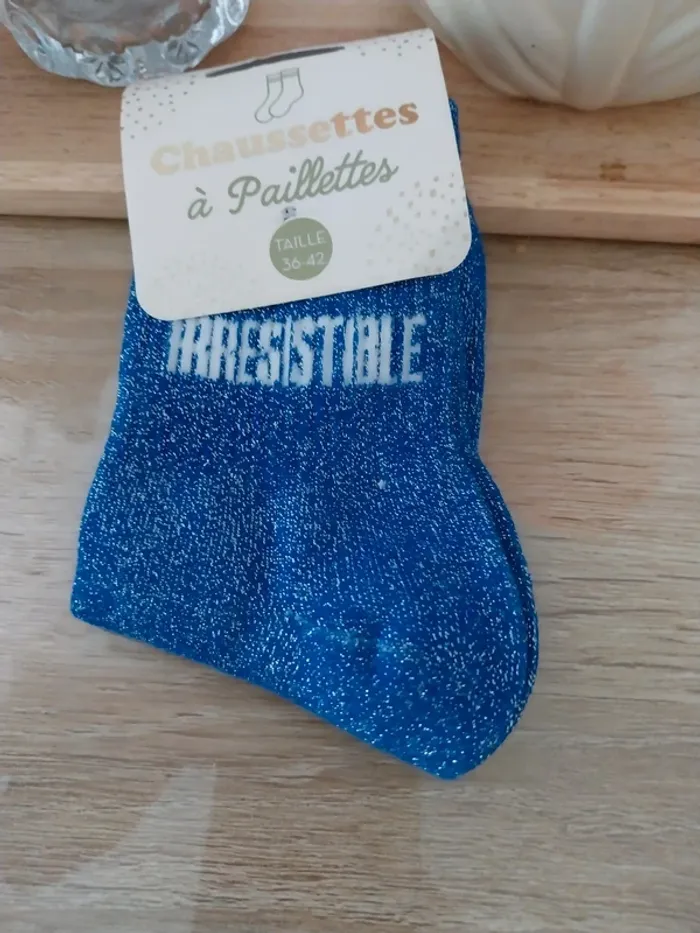 Chaussettes
à Paillettes
TAILLE
36-42
IRRESISTIBLE